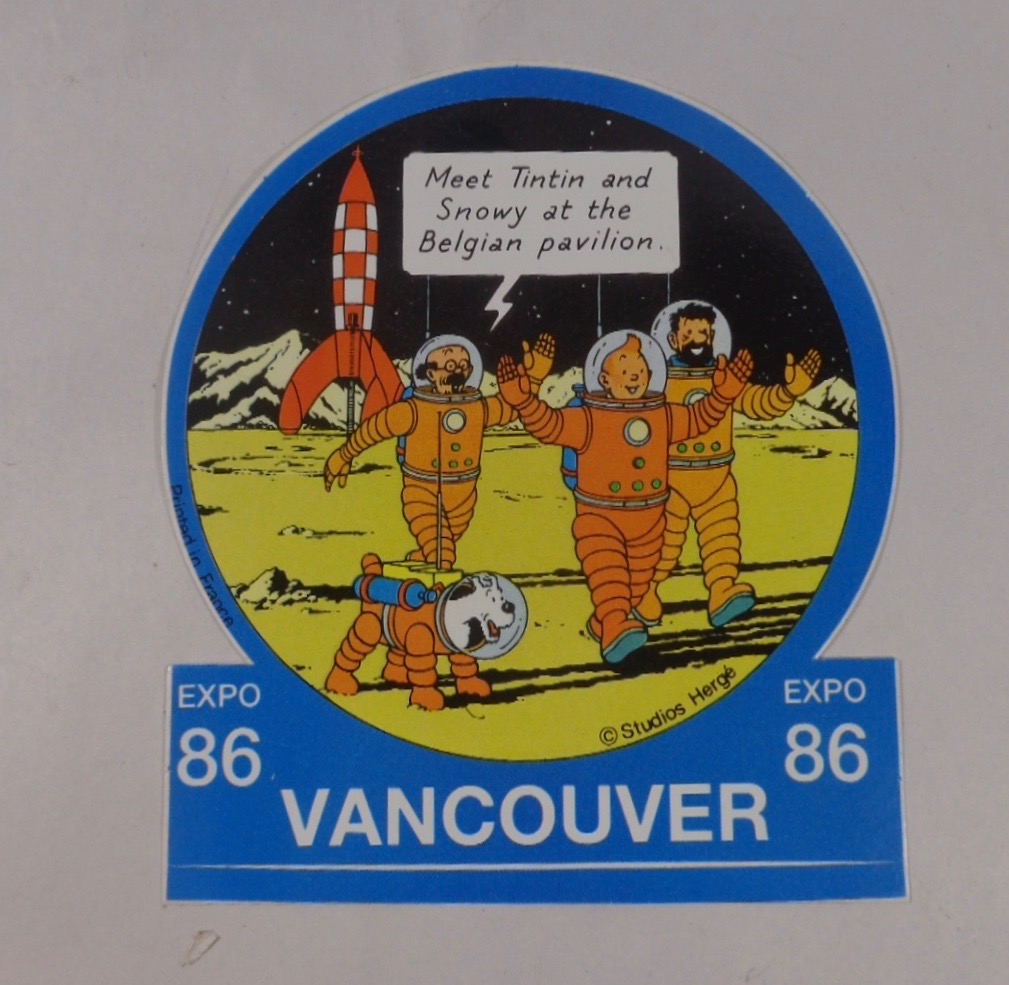 Meet Tintin and
Snowy at the
Belgian pavilion.
Printed in France
© Studios Hergé
EXPO
86
EXPO
86
VANCOUVER